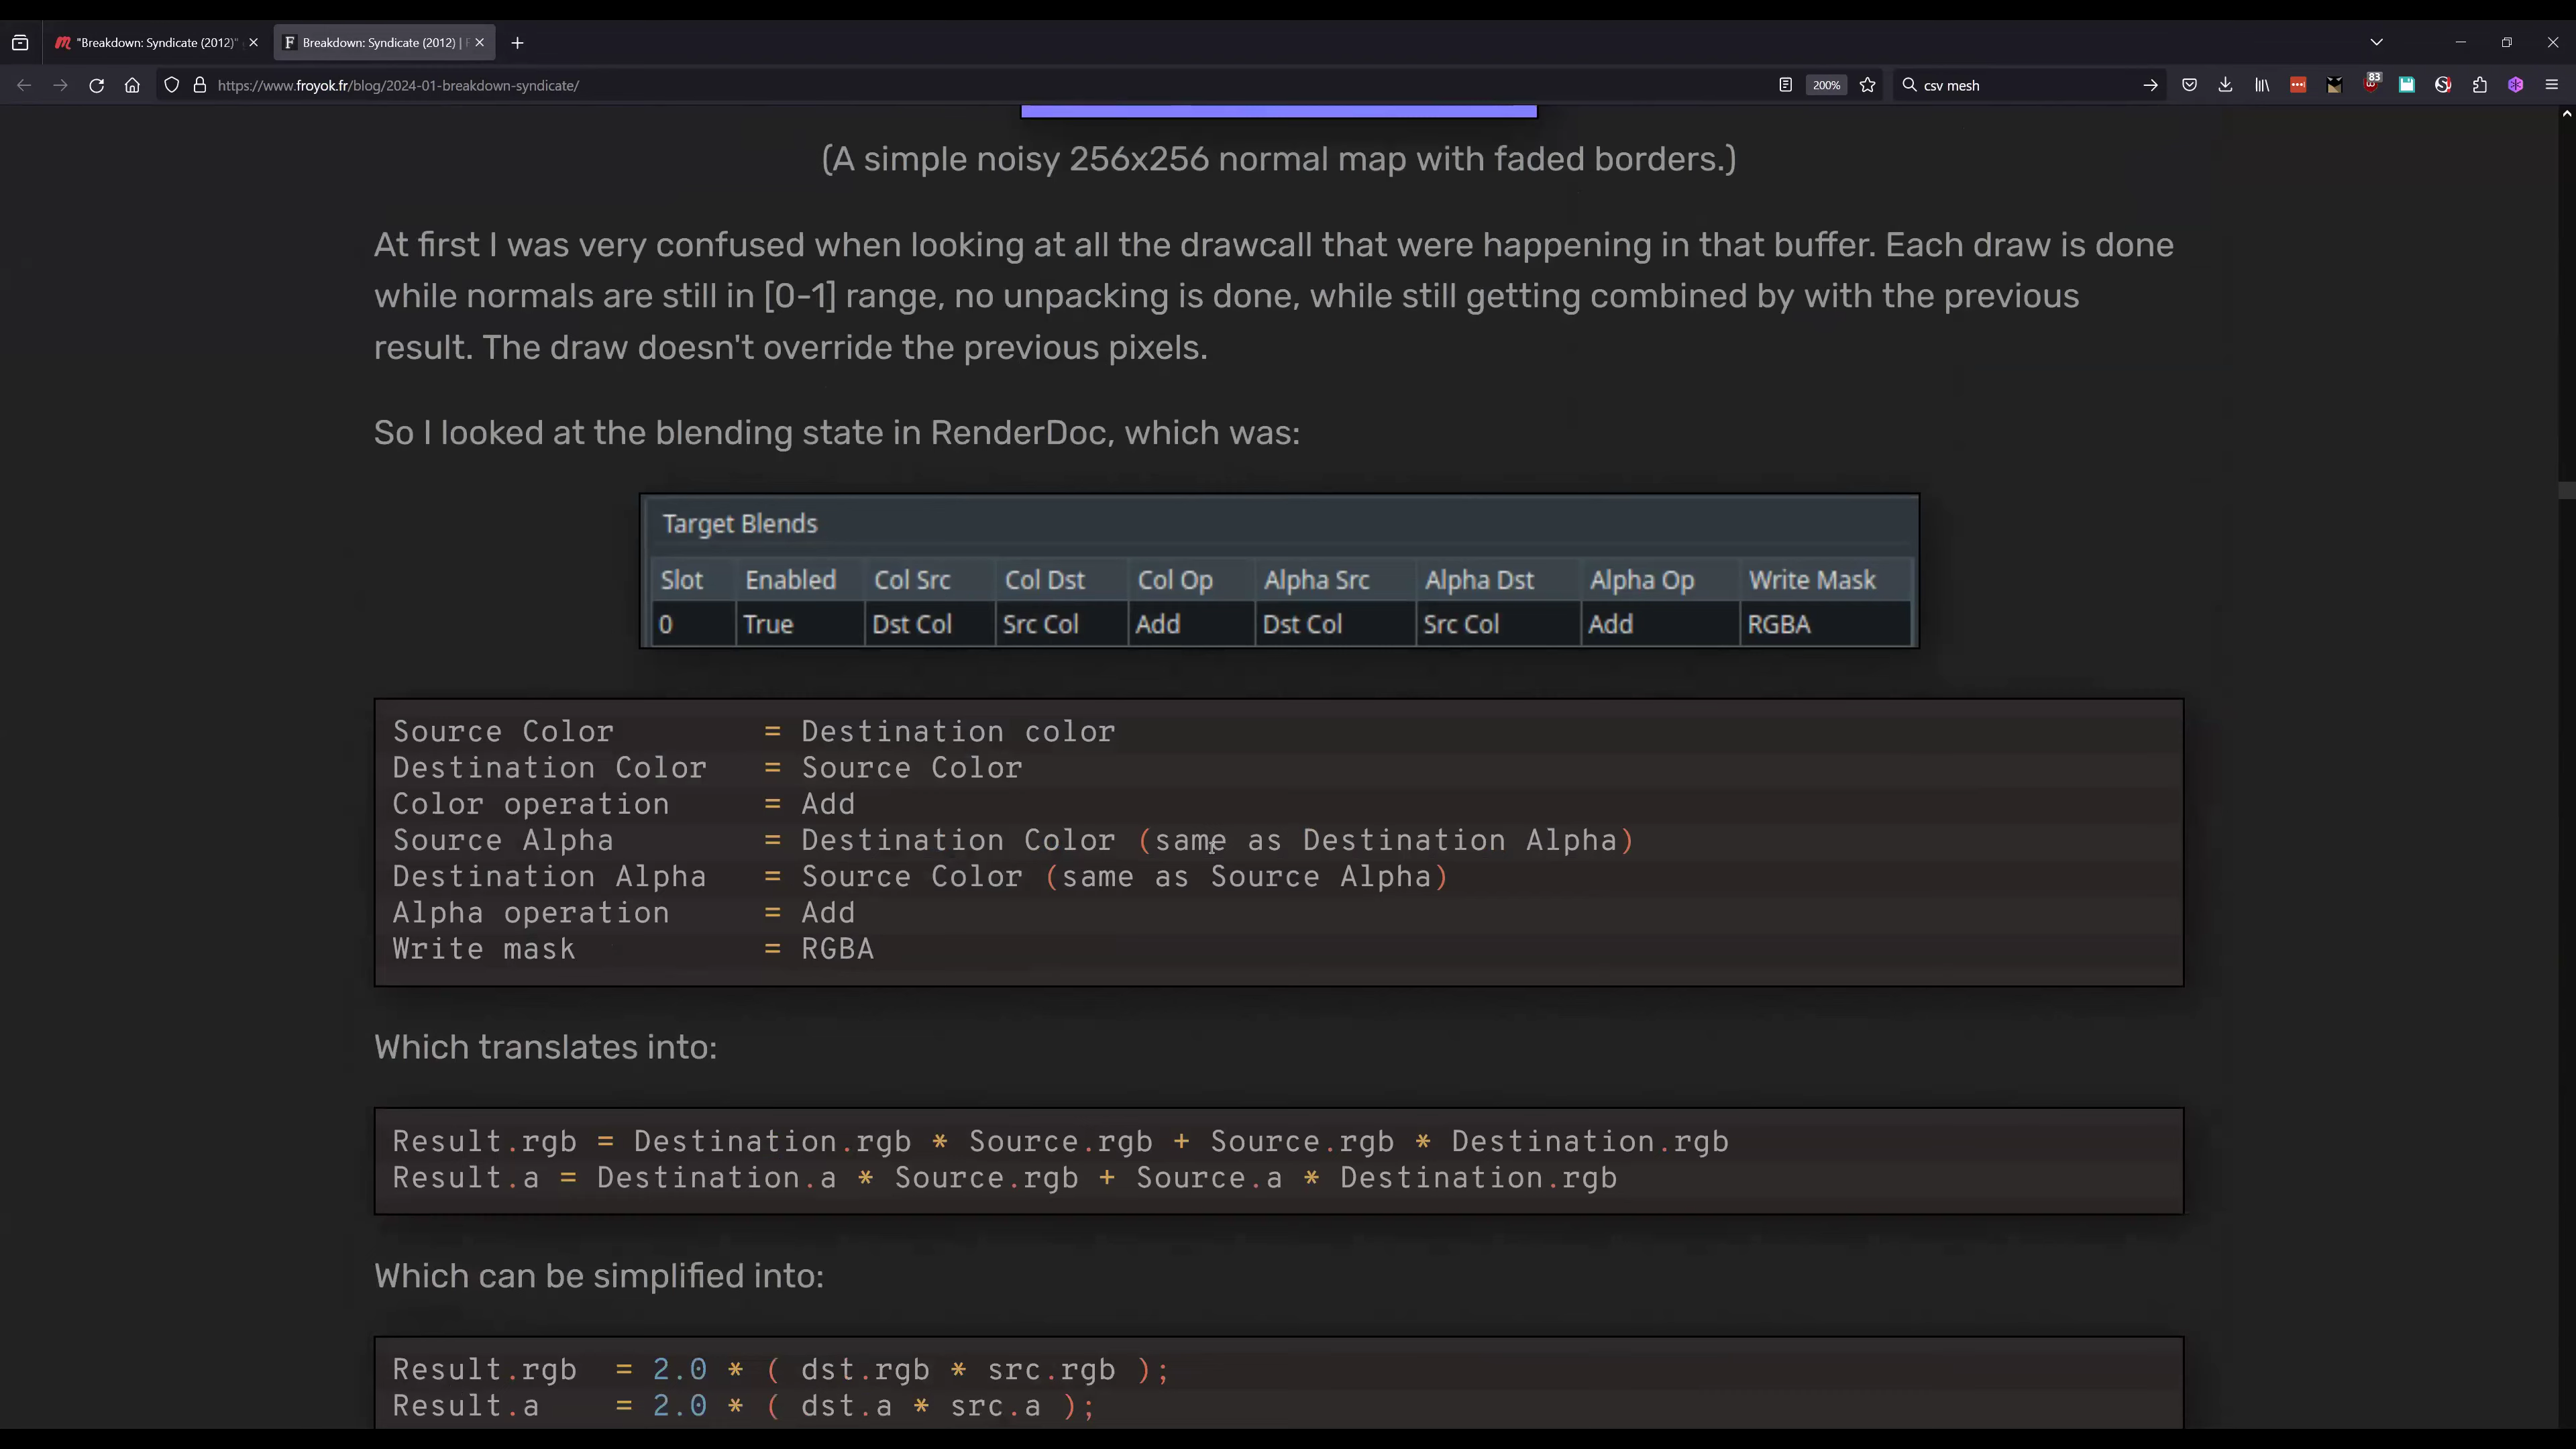 "Breakdown: Syndicate (2012)"
Breakdown: Syndicate (2012) | F
https://www.froyok.fr/blog/2024-01-breakdown-syndicate/
200%
csv mesh
83
(A simple noisy 256x256 normal map with faded borders.)
At first I was very confused when looking at all the drawcall that were happening in that buffer. Each draw is done
while normals are still in [0-1] range, no unpacking is done, while still getting combined by with the previous
result. The draw doesn't override the previous pixels.
So I looked at the blending state in RenderDoc, which was:
Target Blends
Slot Enabled Col Src Col Dst Col Op Alpha Src Alpha Dst Alpha Op Write Mask
0 True Dst Col Src Col Add Dst Col Src Col Add RGBA
Source Color = Destination color
Destination Color = Source Color
Color operation = Add
Source Alpha = Destination Color (same as Destination Alpha)
Destination Alpha = Source Color (same as Source Alpha)
Alpha operation = Add
Write mask = RGBA
Which translates into:
Result.rgb = Destination.rgb * Source.rgb + Source.rgb * Destination.rgb
Result.a = Destination.a * Source.rgb + Source.a * Destination.rgb
Which can be simplified into:
Result.rgb = 2.0 * ( dst.rgb * src.rgb );
Result.a = 2.0 * ( dst.a * src.a );